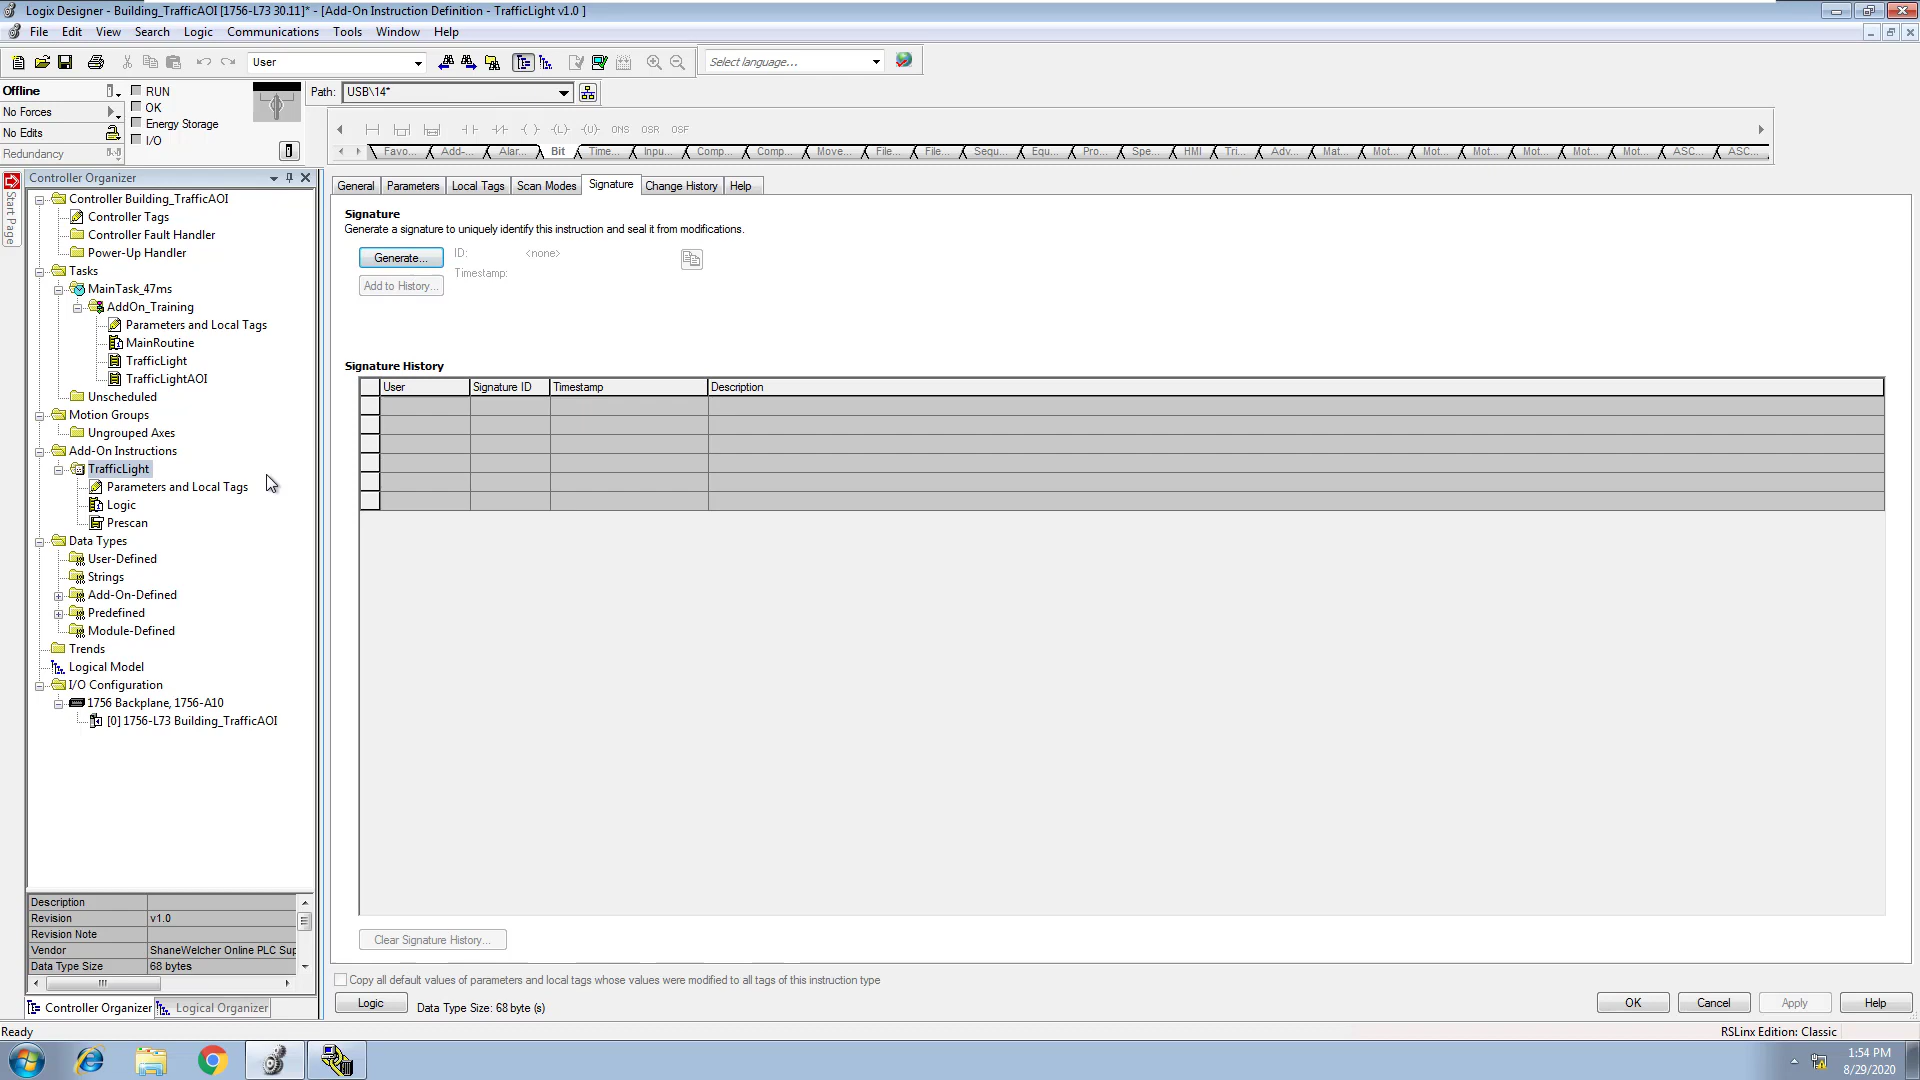 Logix Designer - Building_TrafficAOI [1756-L73 30.11]* - [Add-On Instruction Definition - TrafficLight v1.0 ]
File Edit View Search Logic Communications Tools Window Help
User
Select language...
Offline
RUN
Path: USB\14*
No Forces
OK
No Edits
Energy Storage
Redundancy
I/O
ONS OSR OSF
Favo... Add-... Alar... Bit Time... Inpu... Comp... Comp... Move... File... File... Sequ... Equ... Pro... Spe... HMI Tri... Adv... Mat... Mot... Mot... Mot... Mot... Mot... Mot... ASC... ASC...
Start Page
Controller Organizer
Controller Building_TrafficAOI
Controller Tags
Controller Fault Handler
Power-Up Handler
Tasks
MainTask_47ms
AddOn_Training
Parameters and Local Tags
MainRoutine
TrafficLight
TrafficLightAOI
Unscheduled
Motion Groups
Ungrouped Axes
Add-On Instructions
TrafficLight
Parameters and Local Tags
Logic
Prescan
Data Types
User-Defined
Strings
Add-On-Defined
Predefined
Module-Defined
Trends
Logical Model
I/O Configuration
1756 Backplane, 1756-A10
[0] 1756-L73 Building_TrafficAOI
Description
Revision v1.0
Revision Note
Vendor ShaneWelcher Online PLC Sup
Data Type Size 68 bytes
Controller Organizer Logical Organizer
General Parameters Local Tags Scan Modes Signature Change History Help
Signature
Generate a signature to uniquely identify this instruction and seal it from modifications.
Generate... ID: <none>
Timestamp:
Add to History...
Signature History
User Signature ID Timestamp Description
Clear Signature History...
Copy all default values of parameters and local tags whose values were modified to all tags of this instruction type
Logic Data Type Size: 68 byte (s)
OK Cancel Apply Help
Ready
RSLinx Edition: Classic
1:54 PM
8/29/2020